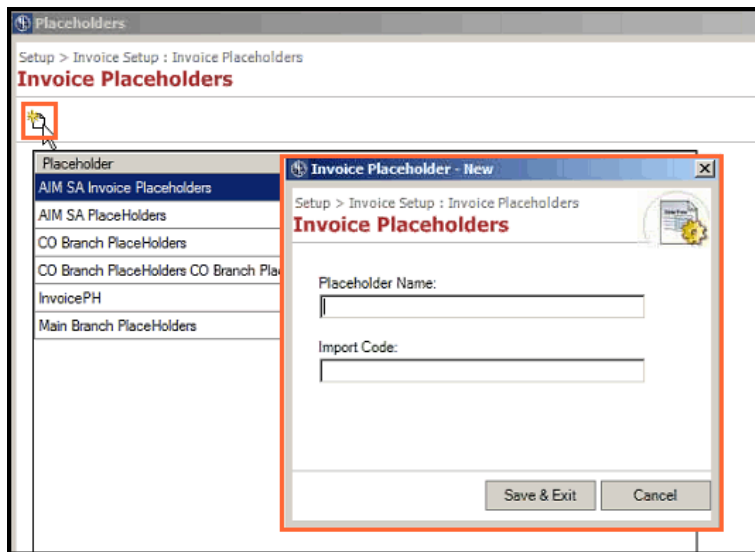 Placeholders
Setup > Invoice Setup : Invoice Placeholders
Invoice Placeholders
Placeholder
AIM SA Invoice Placeholders
AIM SA PlaceHolders
CO Branch PlaceHolders
CO Branch PlaceHolders CO Branch Pla
InvoicePH
Main Branch PlaceHolders
Invoice Placeholder - New
Setup > Invoice Setup : Invoice Placeholders
Invoice Placeholders
Placeholder Name:
Import Code:
Save & Exit
Cancel